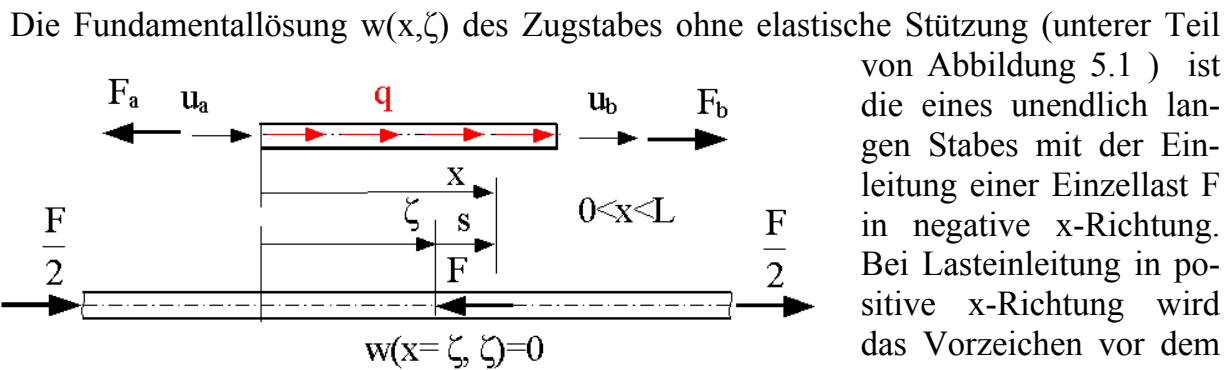 Die Fundamentallösung w(x,ζ) des Zugstabes ohne elastische Stützung (unterer Teil
von Abbildung 5.1 ) ist
die eines unendlich lan-
gen Stabes mit der Ein-
leitung einer Einzellast F
in negative x-Richtung.
Bei Lasteinleitung in po-
sitive x-Richtung wird
das Vorzeichen vor dem
Fa ua q ub Fb
x
ζ s 0<x<L
F/2 F F/2
w(x= ζ, ζ)=0